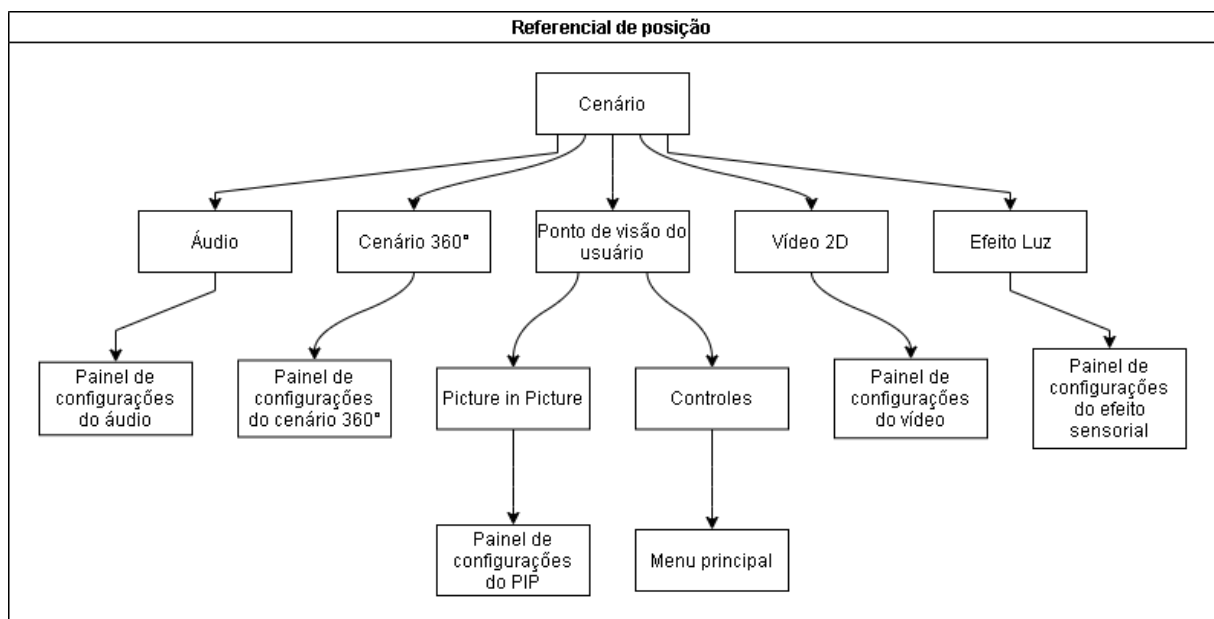 Referencial de posição
Cenário
Áudio
Cenário 360°
Ponto de visão do
usuário
Vídeo 2D
Efeito Luz
Painel de
configurações
do áudio
Painel de
configurações
do cenário 360°
Picture in Picture
Controles
Painel de
configurações
do vídeo
Painel de
configurações
do efeito
sensorial
Painel de
configurações
do PIP
Menu principal